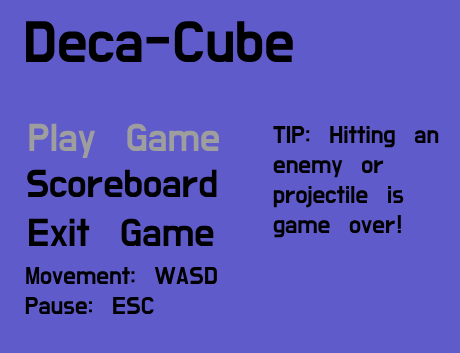 Deca-Cube
Play Game
Scoreboard
Exit Game
Movement: WASD
Pause: ESC
TIP: Hitting an
enemy or
projectile is
game over!